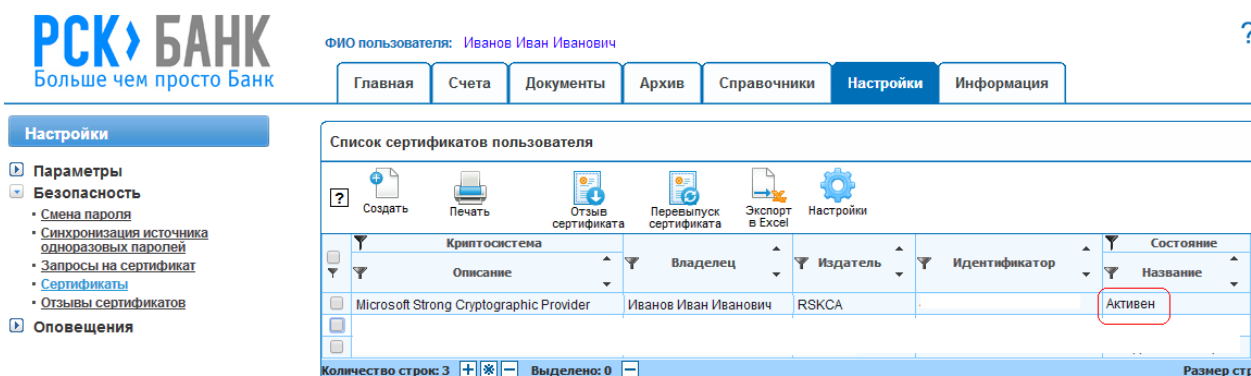 РСК БАНК
Больше чем просто Банк
ФИО пользователя: Иванов Иван Иванович
?
Главная Счета Документы Архив Справочники Настройки Информация
Настройки
Параметры
Безопасность
Смена пароля
Синхронизация источника
одноразовых паролей
Запросы на сертификат
Сертификаты
Отзывы сертификатов
Оповещения
Список сертификатов пользователя
?
Создать
Печать
Отзыв
сертификата
Перевыпуск
сертификата
Экспорт
в Excel
Настройки
Криптосистема Состояние
Описание Владелец Издатель Идентификатор Название
Microsoft Strong Cryptographic Provider Иванов Иван Иванович RSKCA Активен
Количество строк: 3 Выделено: 0 Размер стр